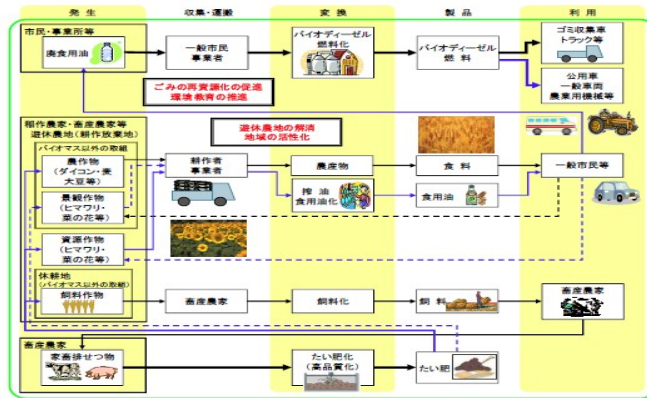 発　生
収集・運搬
変　換
製　品
利　用
市民・事業所等
廃食用油
一般市民
事業者
バイオディーゼル
燃料化
バイオディーゼル
燃　料
ゴミ収集車
トラック等
公用車
一般車両
農業用機械等
ごみの再資源化の促進
環境教育の推進
稲作農家・畜産農家等
遊休農地(耕作放棄地)
バイオマス以外の取組
農作物
(ダイコン・麦
大豆等)
景観作物
(ヒマワリ・
菜の花等)
資源作物
(ヒマワリ・
菜の花等)
遊休農地の解消
地域の活性化
耕作者
事業者
農産物
食　料
一般市民等
搾　油
食用油化
食用油
休耕地
(バイオマス以外の取組)
飼料作物
畜産農家
飼料化
飼　料
畜産農家
畜産農家
家畜排せつ物
たい肥化
(高品質化)
たい肥